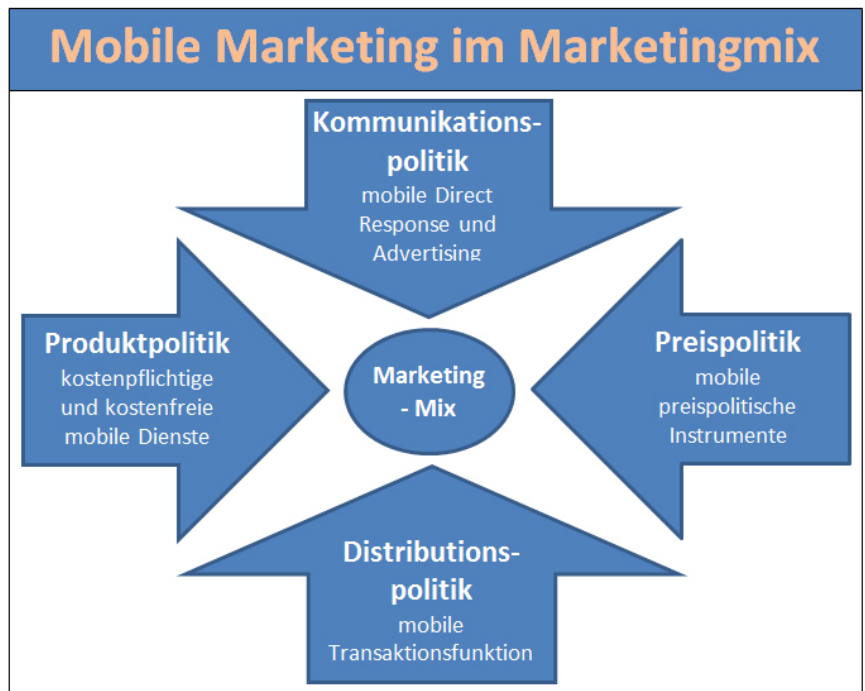 Mobile Marketing im Marketingmix
Kommunikations-
politik
mobile Direct
Response und
Advertising
Produktpolitik
kostenpflichtige
und kostenfreie
mobile Dienste
Marketing
- Mix
Preispolitik
mobile
preispolitische
Instrumente
Distributions-
politik
mobile
Transaktionsfunktion